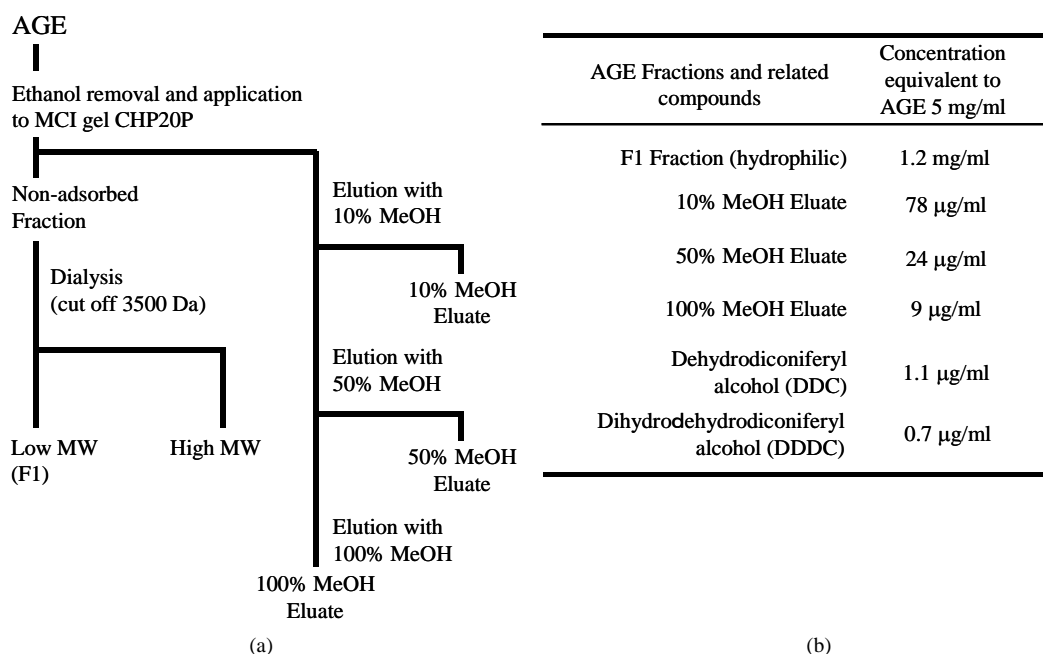 AGE
Ethanol removal and application
to MCI gel CHP20P
Non-adsorbed
Fraction
Dialysis
(cut off 3500 Da)
Low MW
(F1)
High MW
Elution with
10% MeOH
10% MeOH
Eluate
Elution with
50% MeOH
50% MeOH
Eluate
Elution with
100% MeOH
100% MeOH
Eluate
(a)
AGE Fractions and related
compounds
Concentration
equivalent to
AGE 5 mg/ml
F1 Fraction (hydrophilic) 1.2 mg/ml
10% MeOH Eluate 78 μg/ml
50% MeOH Eluate 24 μg/ml
100% MeOH Eluate 9 μg/ml
Dehydrodiconiferyl
alcohol (DDC)
1.1 μg/ml
Dihydrodehydrodiconiferyl
alcohol (DDDC)
0.7 μg/ml
(b)